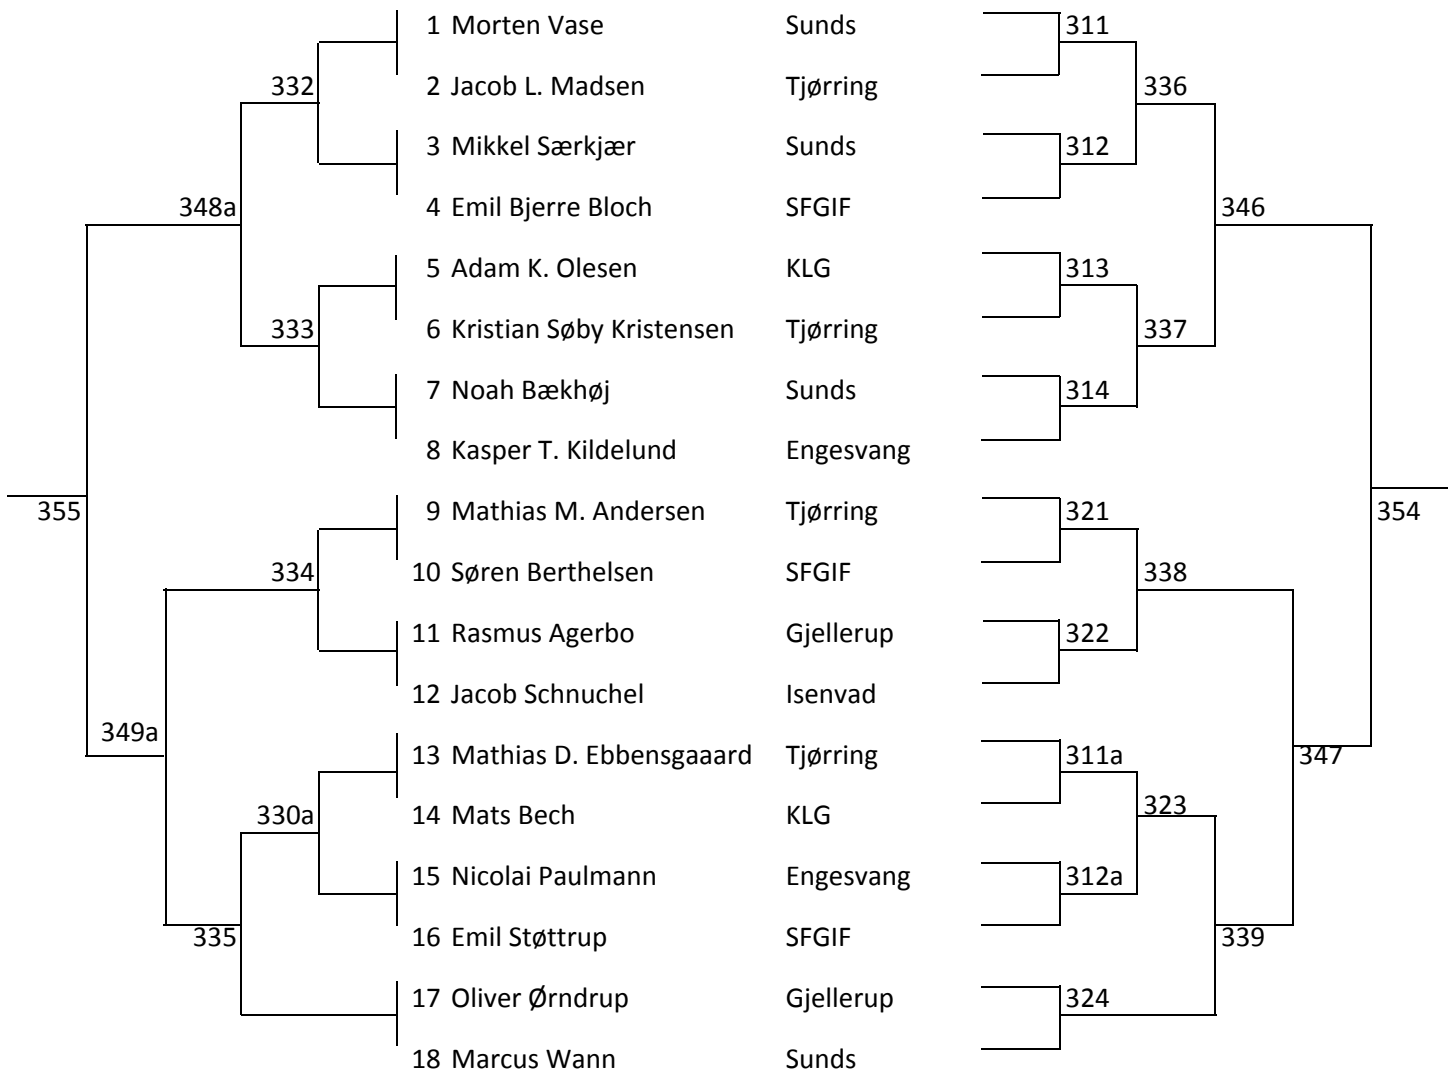 1 Morten Vase Sunds 311
332 2 Jacob L. Madsen Tjørring 336
3 Mikkel Særkjær Sunds 312
348a 4 Emil Bjerre Bloch SFGIF 346
5 Adam K. Olesen KLG 313
333 6 Kristian Søby Kristensen Tjørring 337
7 Noah Bækhøj Sunds 314
8 Kasper T. Kildelund Engesvang
355 9 Mathias M. Andersen Tjørring 321 354
334 10 Søren Berthelsen SFGIF 338
11 Rasmus Agerbo Gjellerup 322
12 Jacob Schnuchel Isenvad
349a 13 Mathias D. Ebbensgaaard Tjørring 311a 347
330a 14 Mats Bech KLG 323
15 Nicolai Paulmann Engesvang 312a
335 16 Emil Støttrup SFGIF 339
17 Oliver Ørndrup Gjellerup 324
18 Marcus Wann Sunds